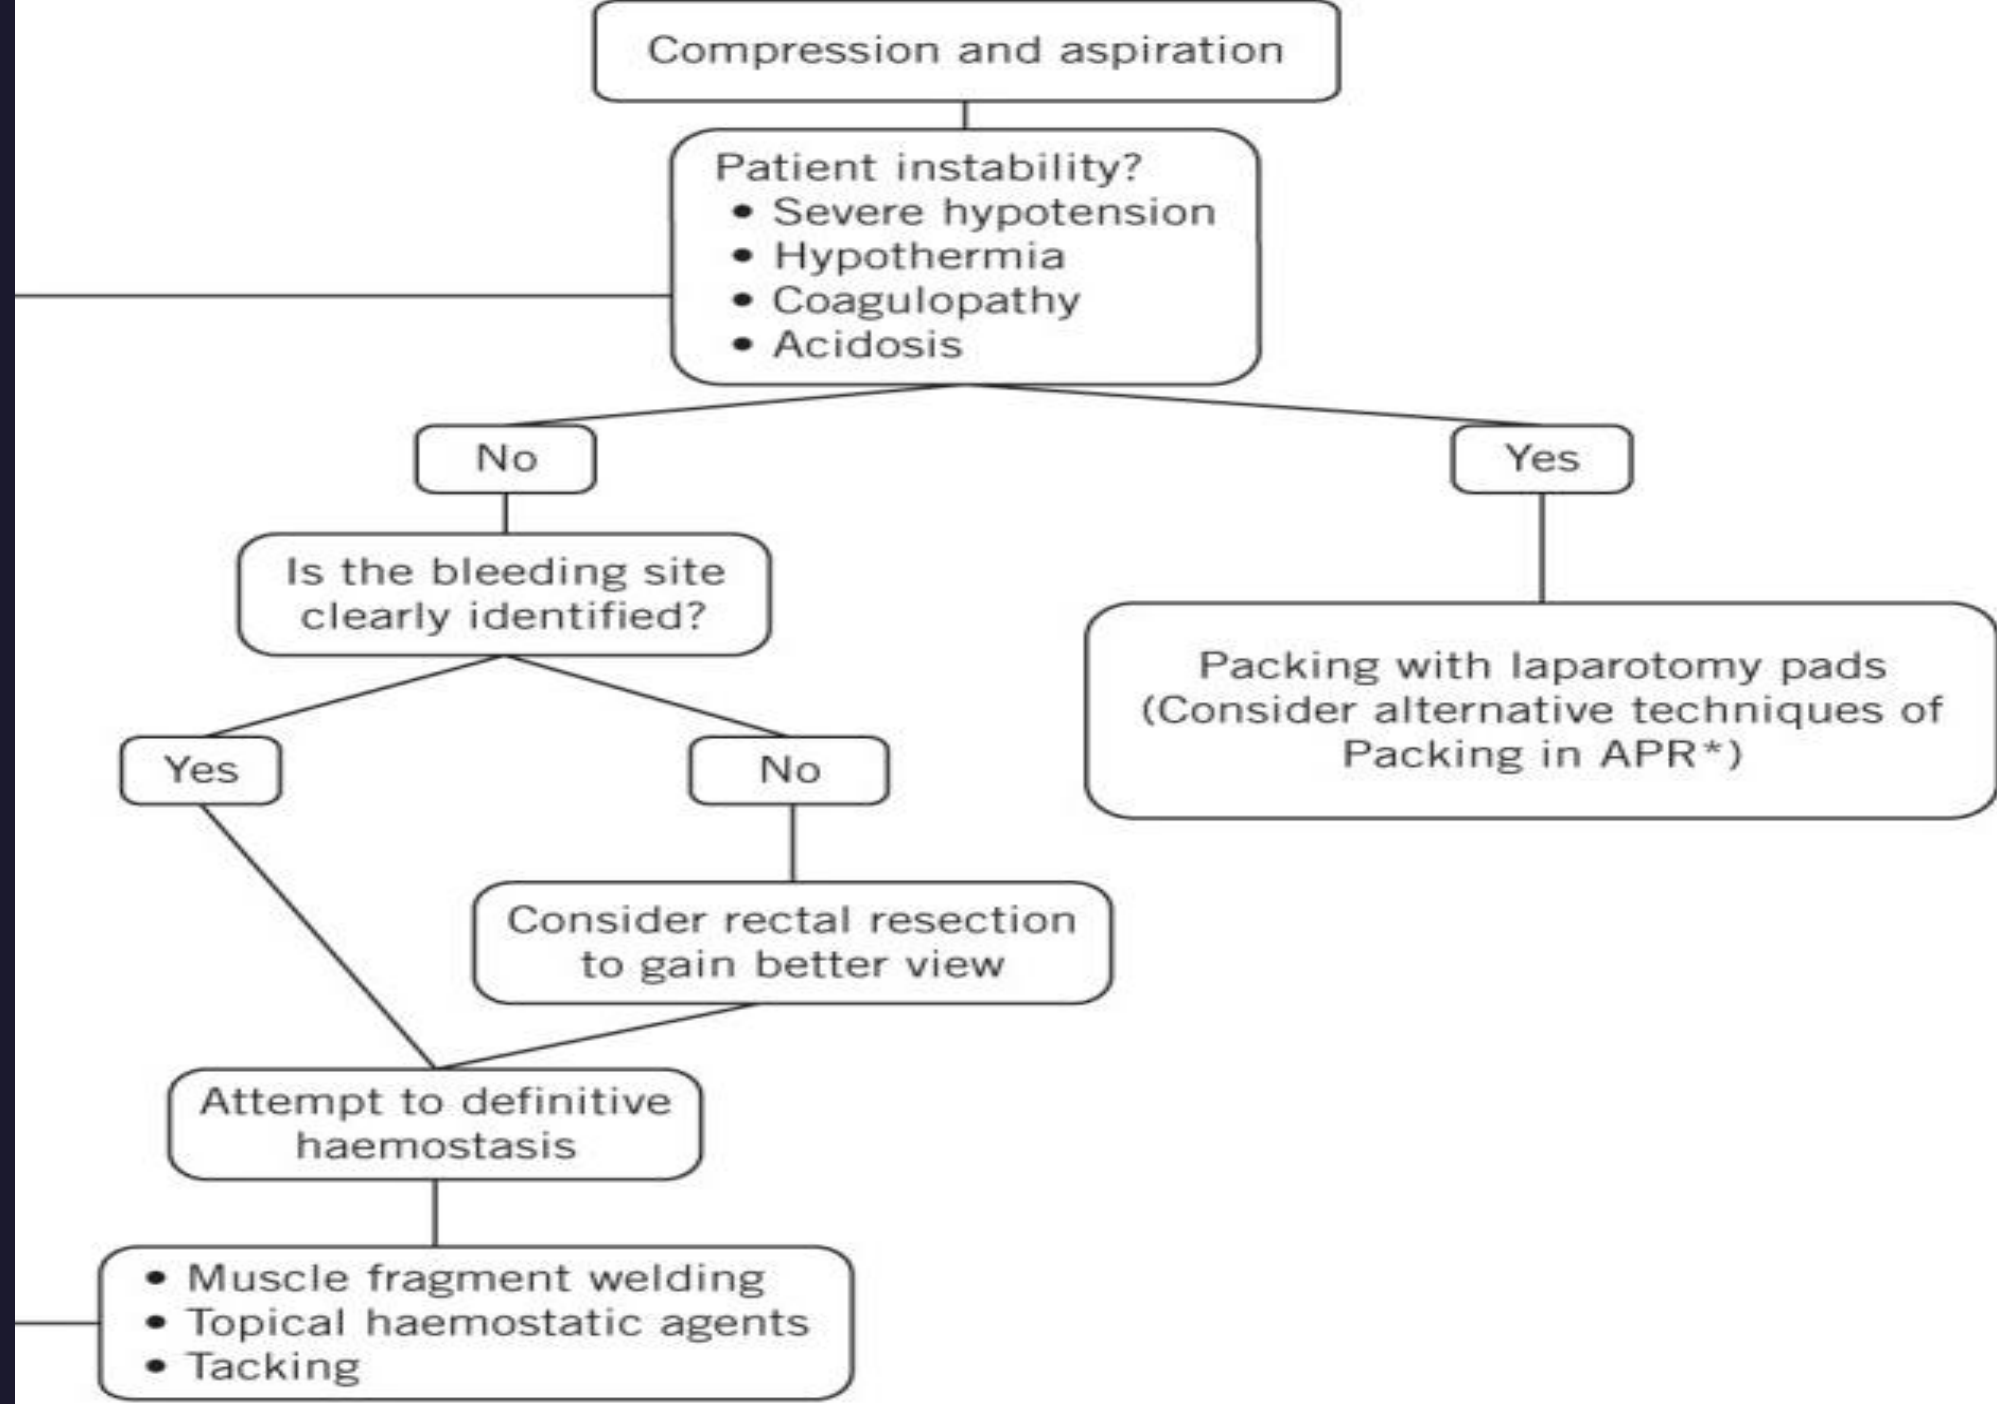 Compression and aspiration
Patient instability?
• Severe hypotension
• Hypothermia
• Coagulopathy
• Acidosis
No
Yes
Is the bleeding site
clearly identified?
Packing with laparotomy pads
(Consider alternative techniques of
Packing in APR*)
Yes
No
Consider rectal resection
to gain better view
Attempt to definitive
haemostasis
• Muscle fragment welding
• Topical haemostatic agents
• Tacking